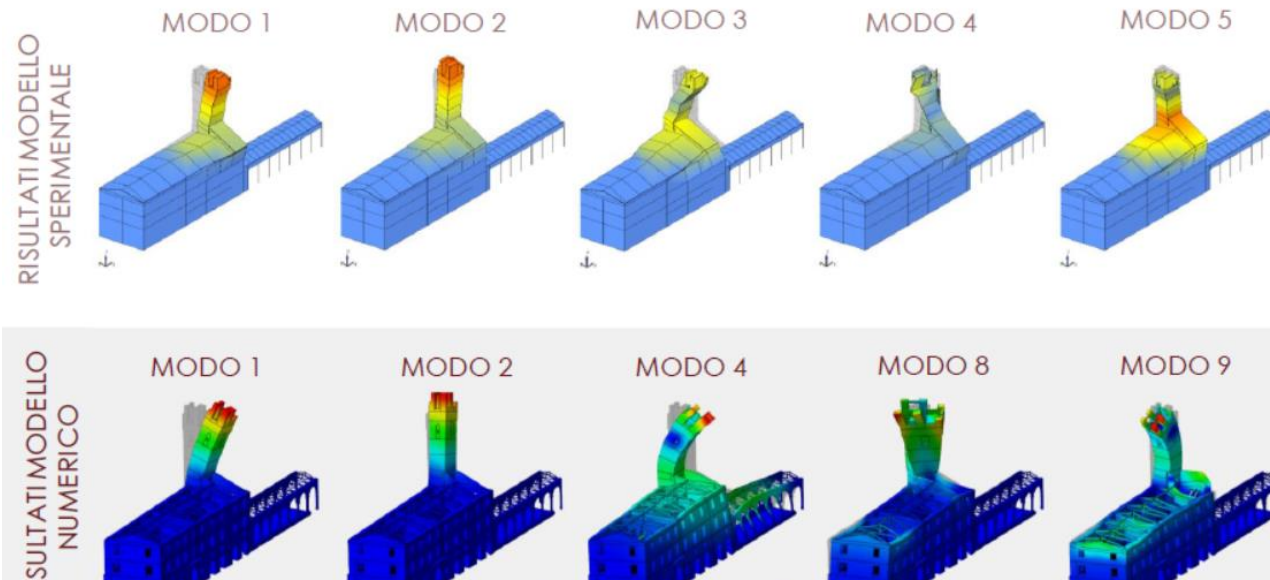 RISULTATI MODELLO
SPERIMENTALE
MODO 1
MODO 2
MODO 3
MODO 4
MODO 5
SULTATI MODELLO
NUMERICO
MODO 1
MODO 2
MODO 4
MODO 8
MODO 9